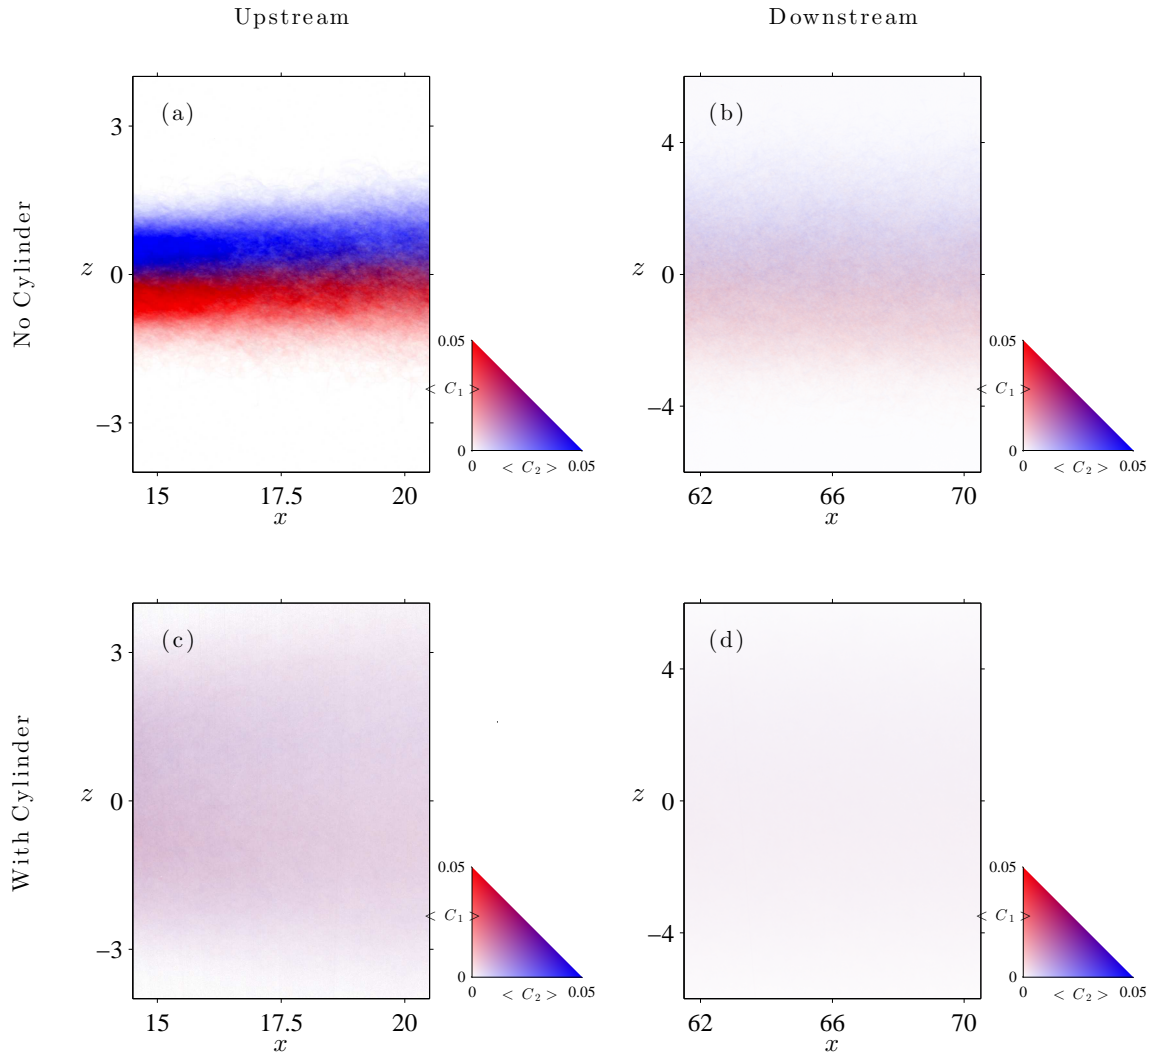 Upstream
Downstream
No Cylinder
(a)
3
z 0
−3
15 17.5 20
x
0.05
< C₁ >
0
0 < C₂ > 0.05
(b)
4
z 0
−4
62 66 70
x
0.05
< C₁ >
0
0 < C₂ > 0.05
With Cylinder
(c)
3
z 0
−3
15 17.5 20
x
0.05
< C₁ >
0
0 < C₂ > 0.05
(d)
4
z 0
−4
62 66 70
x
0.05
< C₁ >
0
0 < C₂ > 0.05